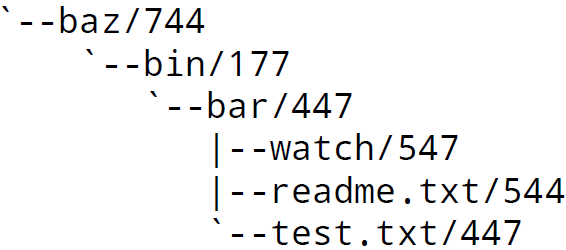 `--baz/744
`--bin/177
`--bar/447
|--watch/547
|--readme.txt/544
`--test.txt/447